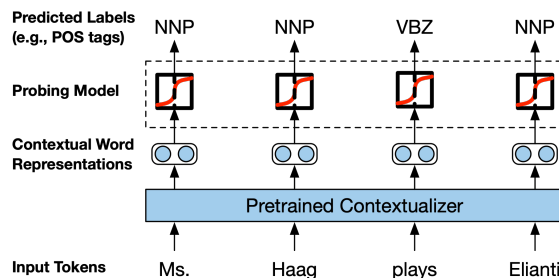 Predicted Labels
(e.g., POS tags)
NNP NNP VBZ NNP
Probing Model
Contextual Word
Representations
Pretrained Contextualizer
Input Tokens Ms. Haag plays Elianti